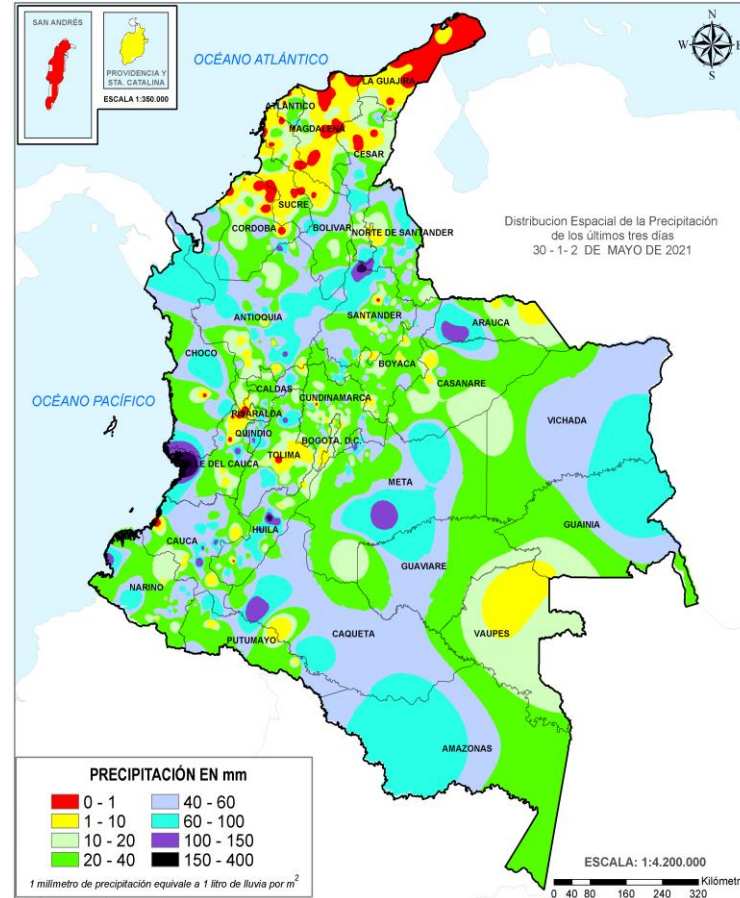 SAN ANDRÉS
PROVIDENCIA Y
STA. CATALINA
ESCALA 1:350.000
OCÉANO ATLÁNTICO
N
W
E
S
LA GUAJIRA
ATLÁNTICO
MAGDALENA
CESAR
SUCRE
CORDOBA
BOLIVAR
NORTE DE SANTANDER
Distribucion Espacial de la Precipitación
de los últimos tres días
30 - 1- 2 DE MAYO DE 2021
ANTIOQUIA
SANTANDER
ARAUCA
CHOCO
BOYACA
CASANARE
OCÉANO PACÍFICO
CALDAS
CUNDINAMARCA
RISARALDA
VICHADA
QUINDIO
BOGOTA, D.C.
TOLIMA
VALLE DEL CAUCA
META
GUAINIA
HUILA
CAUCA
GUAVIARE
NARINO
PUTUMAYO
CAQUETA
VAUPES
AMAZONAS
PRECIPITACIÓN EN mm
0 - 1
1 - 10
10 - 20
20 - 40
40 - 60
60 - 100
100 - 150
150 - 400
1 milímetro de precipitación equivale a 1 litro de lluvia por m²
ESCALA: 1:4.200.000
0 40 80 160 240 320